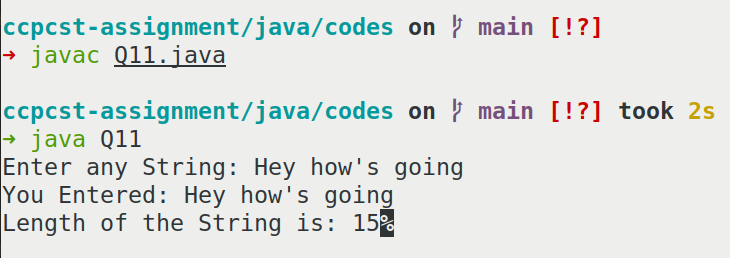 ccpcst-assignment/java/codes on  main [!?]
➜ javac Q11.java
ccpcst-assignment/java/codes on  main [!?] took 2s
➜ java Q11
Enter any String: Hey how's going
You Entered: Hey how's going
Length of the String is: 15%